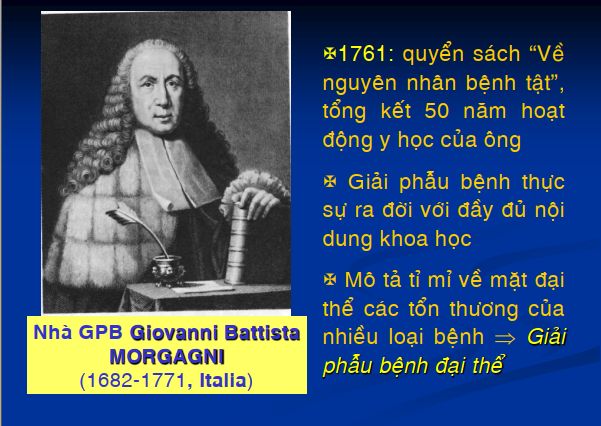 Nhà GPB Giovanni Battista
MORGAGNI
(1682-1771, Italia)
✠1761: quyển sách “Về
nguyên nhân bệnh tật”,
tổng kết 50 năm hoạt
động y học của ông
✠ Giải phẫu bệnh thực
sự ra đời với đầy đủ nội
dung khoa học
✠ Mô tả tỉ mỉ về mặt đại
thể các tổn thương của
nhiều loại bệnh ⇒ Giải
phẫu bệnh đại thể